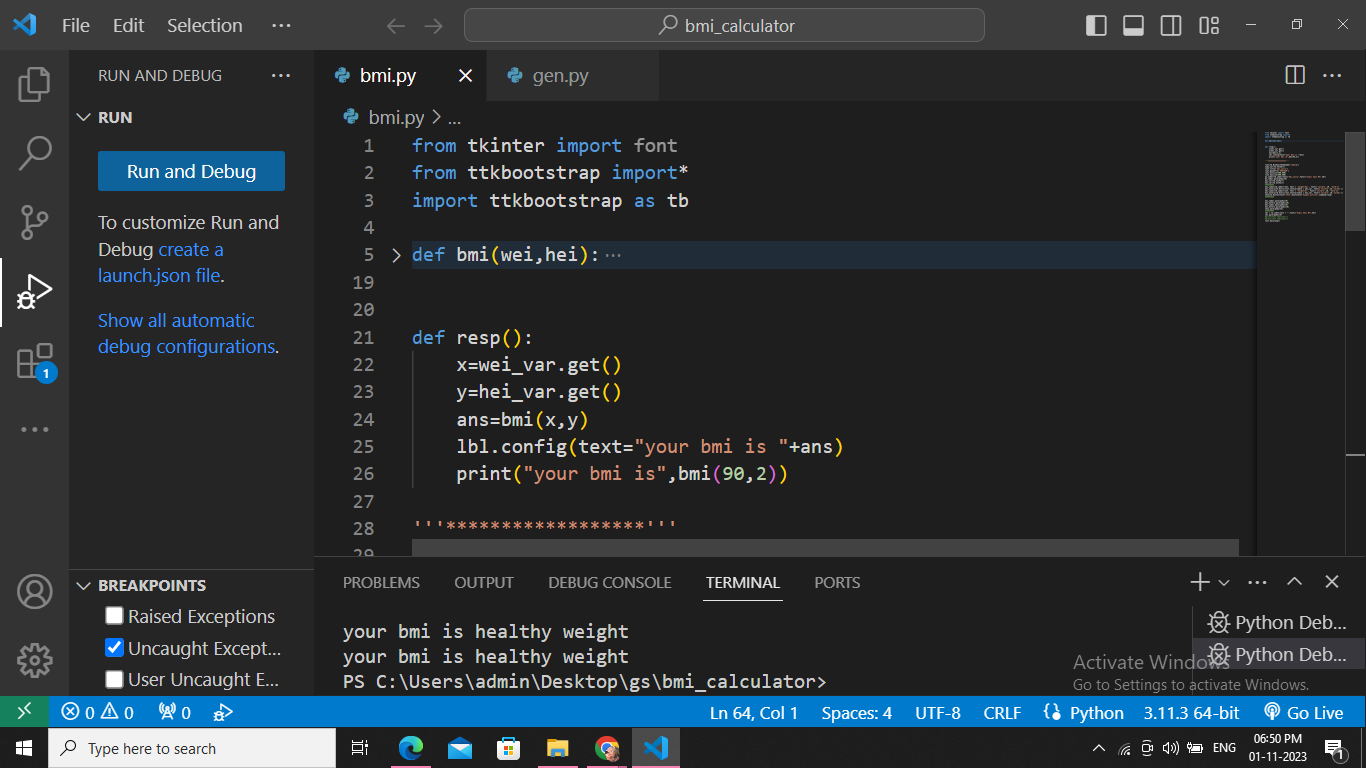 File Edit Selection ···
bmi_calculator
RUN AND DEBUG ···
RUN
Run and Debug
To customize Run and
Debug create a
launch.json file.
Show all automatic
debug configurations.
1
BREAKPOINTS
Raised Exceptions
Uncaught Except...
User Uncaught E...
bmi.py
gen.py
bmi.py > ...
1 from tkinter import font
2 from ttkbootstrap import*
3 import ttkbootstrap as tb
4
5 def bmi(wei,hei): ···
19
20
21 def resp():
22 x=wei_var.get()
23 y=hei_var.get()
24 ans=bmi(x,y)
25 lbl.config(text="your bmi is "+ans)
26 print("your bmi is",bmi(90,2))
27
28 '''******************'''
29
PROBLEMS OUTPUT DEBUG CONSOLE TERMINAL PORTS
your bmi is healthy weight
your bmi is healthy weight
PS C:\Users\admin\Desktop\gs\bmi_calculator>
Python Deb...
Python Deb...
Activate Windows
Go to Settings to activate Windows.
0 0 0
Ln 64, Col 1 Spaces: 4 UTF-8 CRLF Python 3.11.3 64-bit Go Live
Type here to search
ENG
06:50 PM
01-11-2023
1